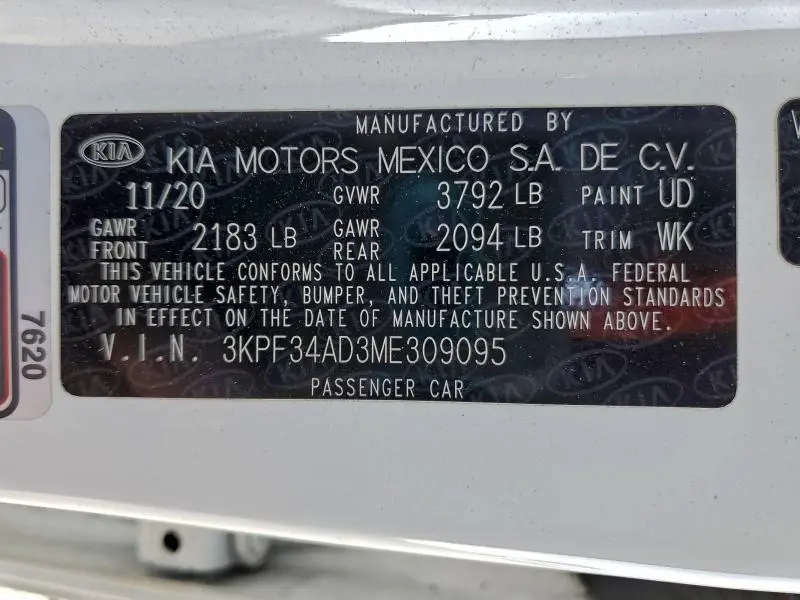 MANUFACTURED BY
KIA KIA MOTORS MEXICO S.A. DE C.V.
11/20 GVWR 3792 LB PAINT UD
GAWR FRONT 2183 LB GAWR REAR 2094 LB TRIM WK
THIS VEHICLE CONFORMS TO ALL APPLICABLE U.S.A. FEDERAL
MOTOR VEHICLE SAFETY, BUMPER, AND THEFT PREVENTION STANDARDS
IN EFFECT ON THE DATE OF MANUFACTURE SHOWN ABOVE.
V.I.N. 3KPF34AD3ME309095
PASSENGER CAR
7620